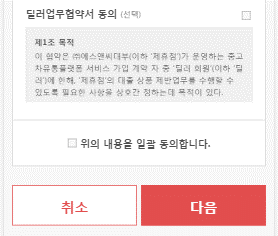 딜러업무협약서 동의 (선택)
제1조 목적
이 협약은 ㈜에스앤씨대부(이하 '제휴점')가 운영하는 중고
차유통플랫폼 서비스 가입 계약 자 중 '딜러 회원'(이하 '딜
러')에 한해, '제휴점'의 대출 상품 제반업무를 수행할 수
있도록 필요한 사항을 상호간 정하는데 목적이 있다.
위의 내용을 일괄 동의합니다.
취소 다음